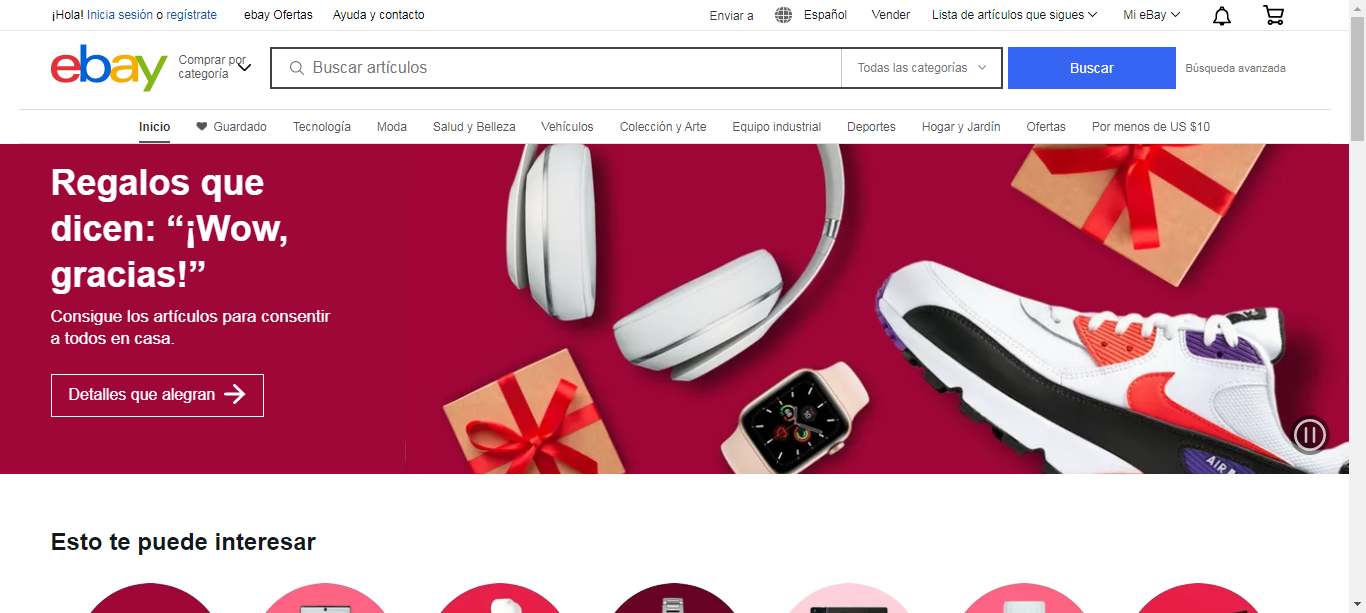 ¡Hola! Inicia sesión o regístrate
ebay Ofertas
Ayuda y contacto
Enviar a
Español
Vender
Lista de artículos que sigues
Mi eBay
ebay
Comprar por
categoría
Buscar artículos
Todas las categorías
Buscar
Búsqueda avanzada
Inicio
Guardado
Tecnología
Moda
Salud y Belleza
Vehículos
Colección y Arte
Equipo industrial
Deportes
Hogar y Jardín
Ofertas
Por menos de US $10
Regalos que
dicen: “¡Wow,
gracias!”
Consigue los artículos para consentir
a todos en casa.
Detalles que alegran
AIR
Esto te puede interesar